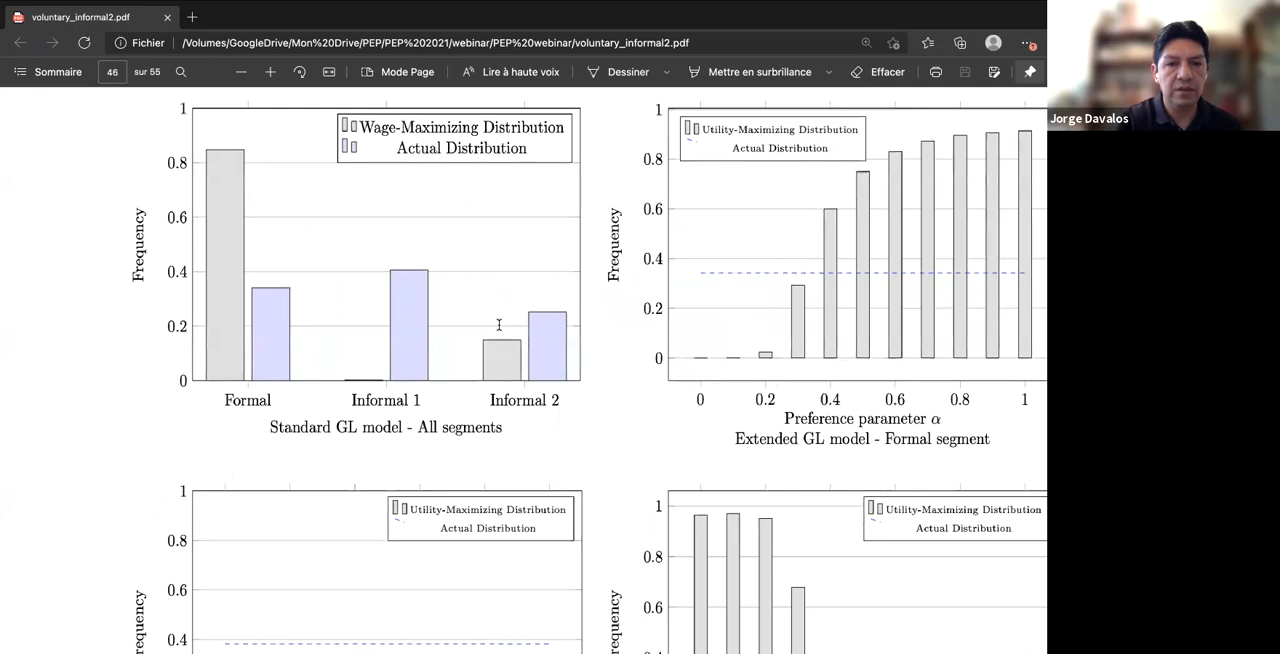 voluntary_informal2.pdf
Fichier
/Volumes/GoogleDrive/Mon%20Drive/PEP/PEP%202021/webinar/PEP%20webinar/voluntary_informal2.pdf
Sommaire
46
sur 55
Mode Page
Lire à haute voix
Dessiner
Mettre en surbrillance
Effacer
Jorge Davalos
1
0.8
0.6
0.4
0.2
0
Frequency
Wage-Maximizing Distribution
Actual Distribution
Formal
Informal 1
Informal 2
Standard GL model - All segments
1
0.8
0.6
0.4
0.2
0
Frequency
Utility-Maximizing Distribution
Actual Distribution
0
0.2
0.4
0.6
0.8
1
Preference parameter α
Extended GL model - Formal segment
1
0.8
0.6
0.4
Utility-Maximizing Distribution
Actual Distribution
1
0.8
0.6
Utility-Maximizing Distribution
Actual Distribution